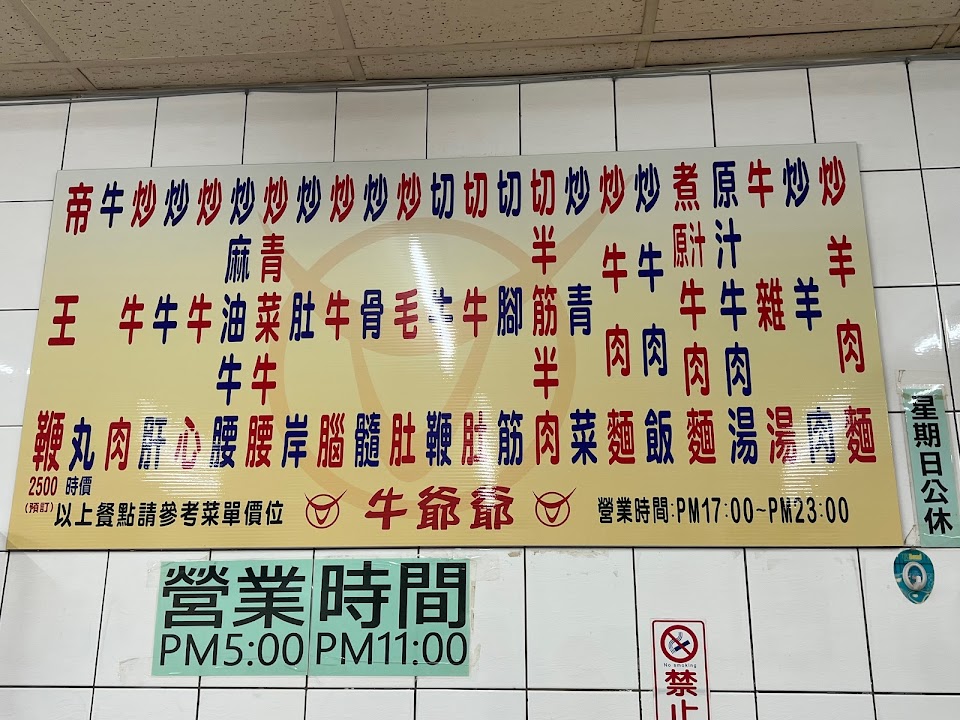 帝王鞭
牛丸
炒牛肉
炒牛肝
炒牛心
炒麻油牛腰
炒青菜牛腰
炒肚岸
炒牛腦
炒骨髓
炒毛肚
切牛鞭
切牛肚
切腳筋
切半筋半肉
炒青菜
炒牛肉麵
炒牛肉飯
煮原汁牛肉麵
原汁牛肉湯
牛雜湯
炒羊肉
炒羊肉麵
2500 時價
(預訂)
以上餐點請參考菜單價位
牛爺爺
營業時間:PM17:00~PM23:00
星期日公休
營業時間
PM5:00 PM11:00
No smoking
禁止